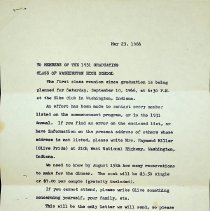 May 23, 1966
TO MEMBERS OF THE 1931 GRADUATING
CLASS OF WASHINGTON HIGH SCHOOL
The first class reunion since graduation is being
planned for Saturday, September 10, 1966, at 6:30 P.M.
at the Elks Club in Washington, Indiana.
An effort has been made to contact every member
listed on the commencement program, or in the 1931
Annual. If you find an error on the enclosed list, or
have information on the present address of others whose
address is not listed, please write Mrs. Raymond Miller
(Olive Pride) at 2102 West National Highway, Washington,
Indiana.
We need to know by August 15th how many reservations
to make for the dinner. The cost will be $3.50 single
or $7.00 per couple (gratuity included).
If you cannot attend, please write Olive something
concerning yourself, your family, etc.
This will be the only Letter we will send, so please